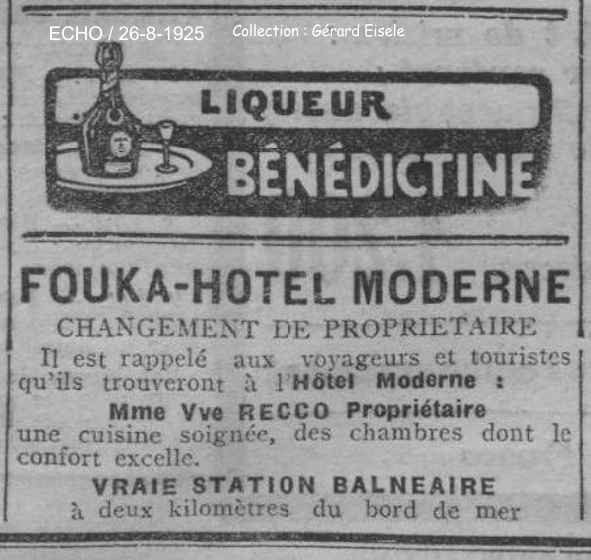 ECHO / 26-8-1925 Collection : Gérard Eisele
LIQUEUR
BÉNÉDICTINE
FOUKA-HOTEL MODERNE
CHANGEMENT DE PROPRIETAIRE
Il est rappelé aux voyageurs et touristes
qu'ils trouveront à l'Hôtel Moderne :
Mme Vve RECCO Propriétaire
une cuisine soignée, des chambres dont le
confort excelle.
VRAIE STATION BALNEAIRE
à deux kilomètres du bord de mer